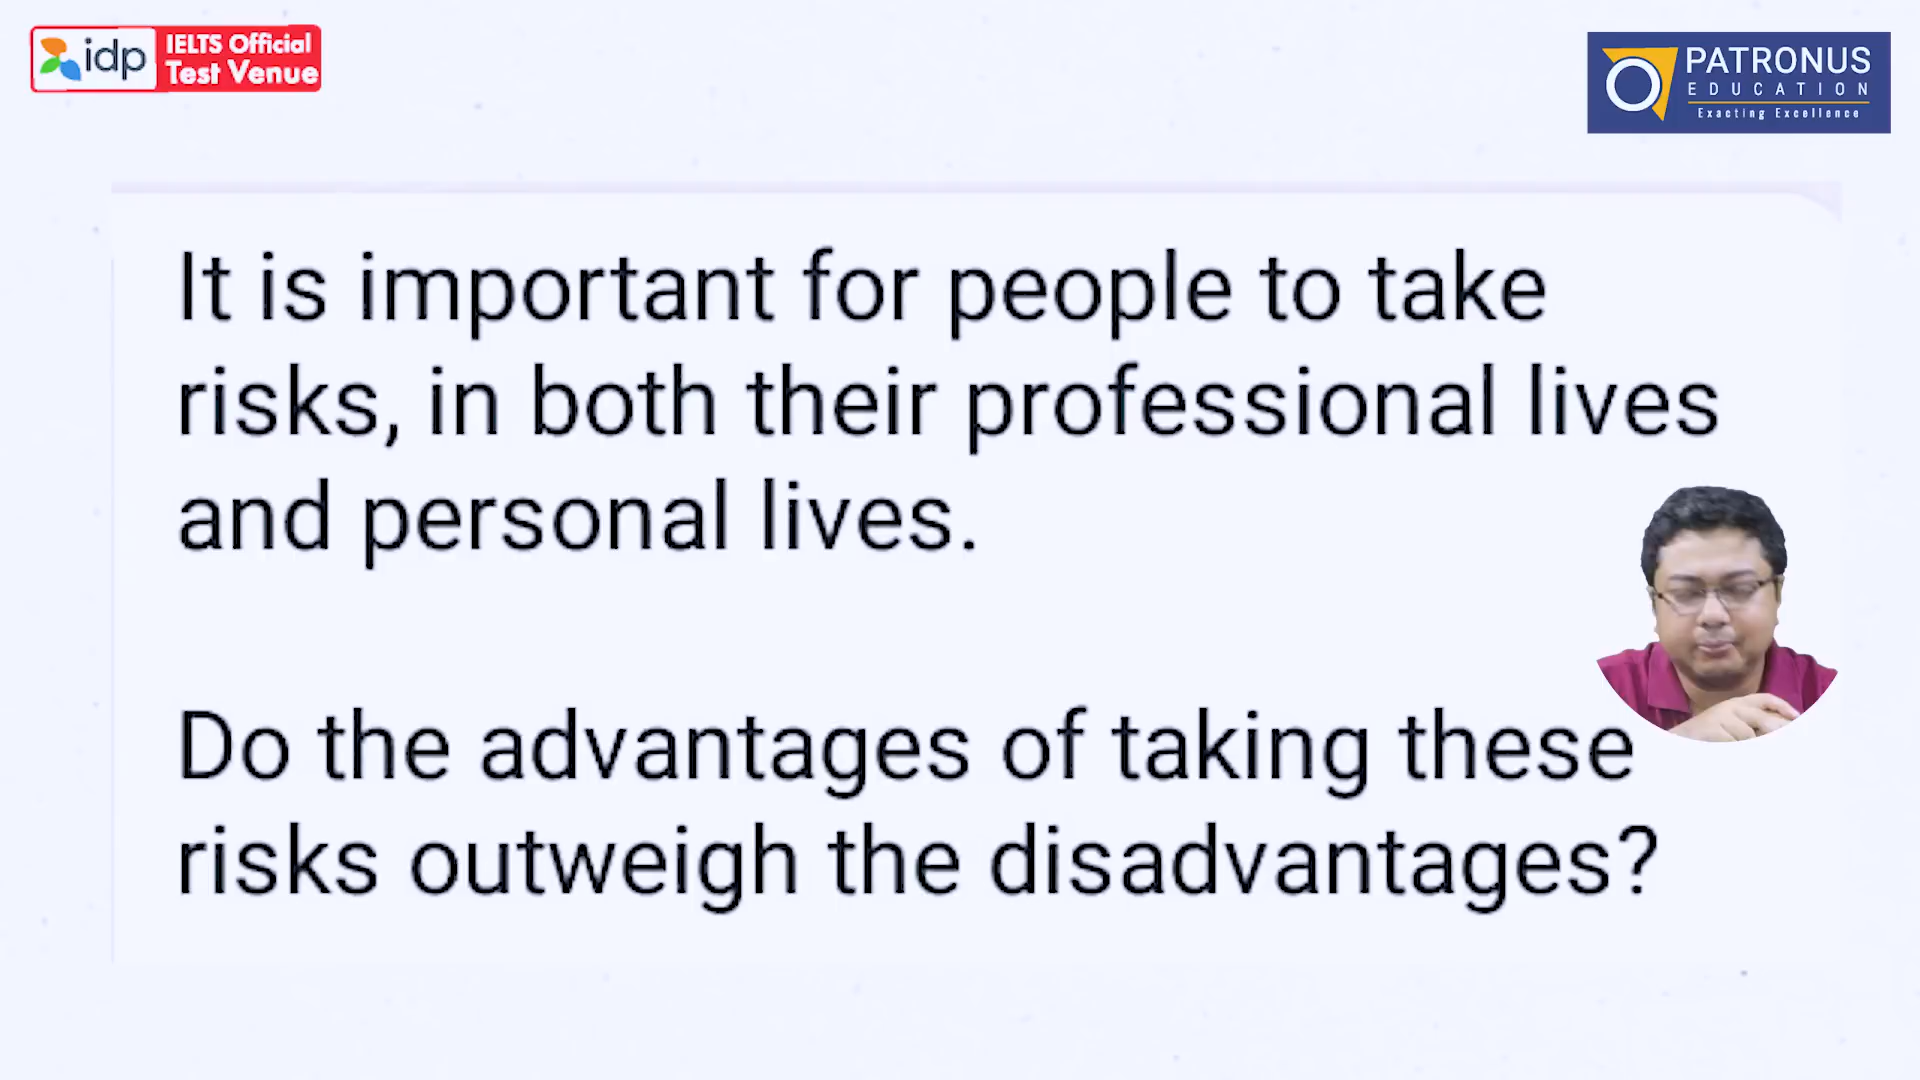 idp
IELTS Official
Test Venue
PATRONUS
EDUCATION
Exacting Excellence
It is important for people to take
risks, in both their professional lives
and personal lives.
Do the advantages of taking these
risks outweigh the disadvantages?